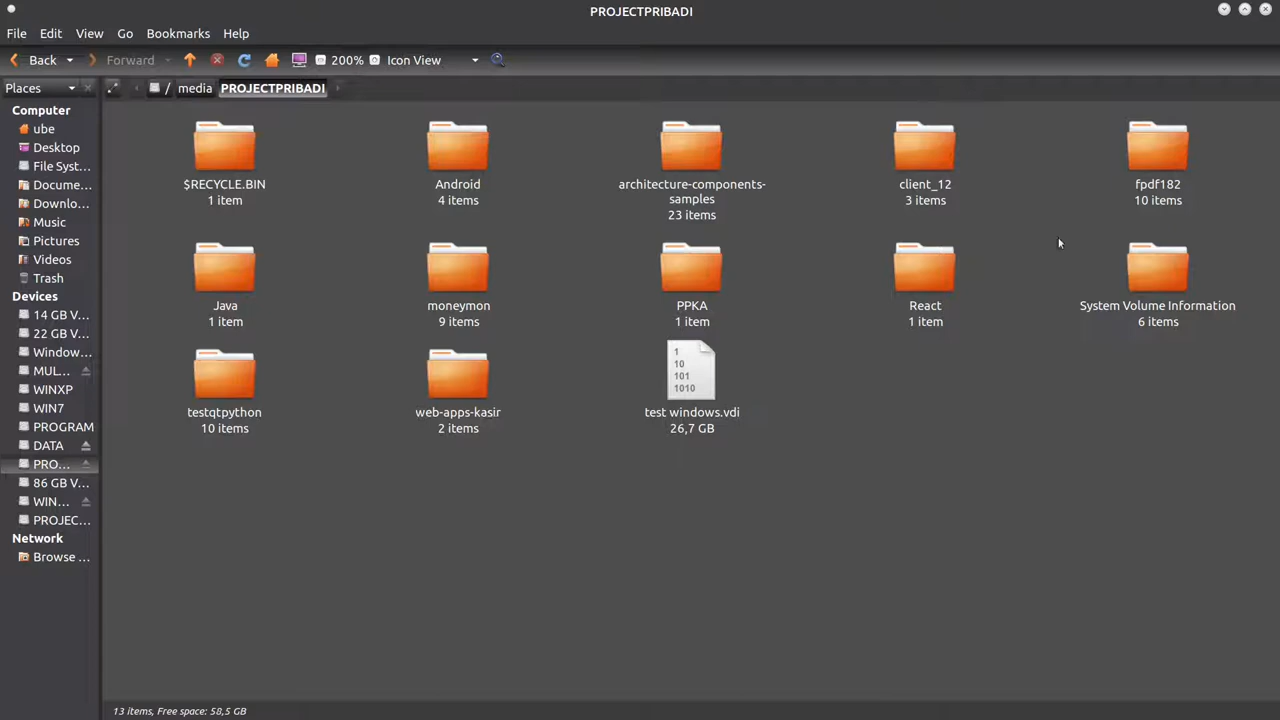 PROJECTPRIBADI
File Edit View Go Bookmarks Help
Back Forward 200% Icon View
Places / media PROJECTPRIBADI
Computer
ube
Desktop
File Syst...
Docume...
Downlo...
Music
Pictures
Videos
Trash
Devices
14 GB V...
22 GB V...
Window...
MUL...
WINXP
WIN7
PROGRAM
DATA
PRO...
86 GB V...
WIN...
PROJEC...
Network
Browse ...
$RECYCLE.BIN
1 item
Android
4 items
architecture-components-
samples
23 items
client_12
3 items
fpdf182
10 items
Java
1 item
moneymon
9 items
PPKA
1 item
React
1 item
System Volume Information
6 items
testqtpython
10 items
web-apps-kasir
2 items
1
10
101
1010
test windows.vdi
26,7 GB
13 items, Free space: 58,5 GB